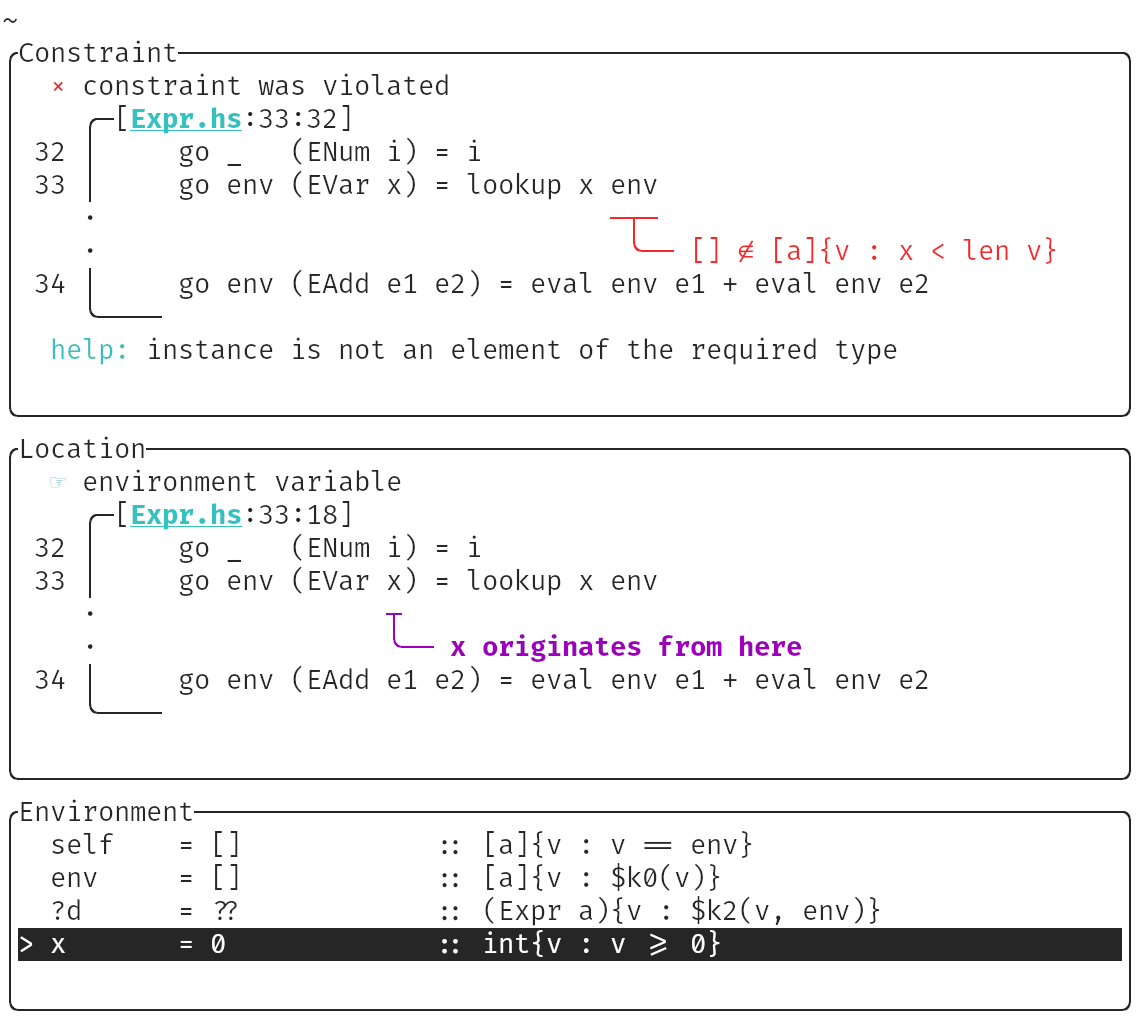 ~
Constraint
× constraint was violated
[Expr.hs:33:32]
32 go _ (ENum i) = i
33 go env (EVar x) = lookup x env
[] ∉ [a]{v : x < len v}
34 go env (EAdd e1 e2) = eval env e1 + eval env e2
help: instance is not an element of the required type
Location
☞ environment variable
[Expr.hs:33:18]
32 go _ (ENum i) = i
33 go env (EVar x) = lookup x env
x originates from here
34 go env (EAdd e1 e2) = eval env e1 + eval env e2
Environment
self = [] :: [a]{v : v == env}
env = [] :: [a]{v : $k0(v)}
?d = ?? :: (Expr a){v : $k2(v, env)}
> x = 0 :: int{v : v >= 0}